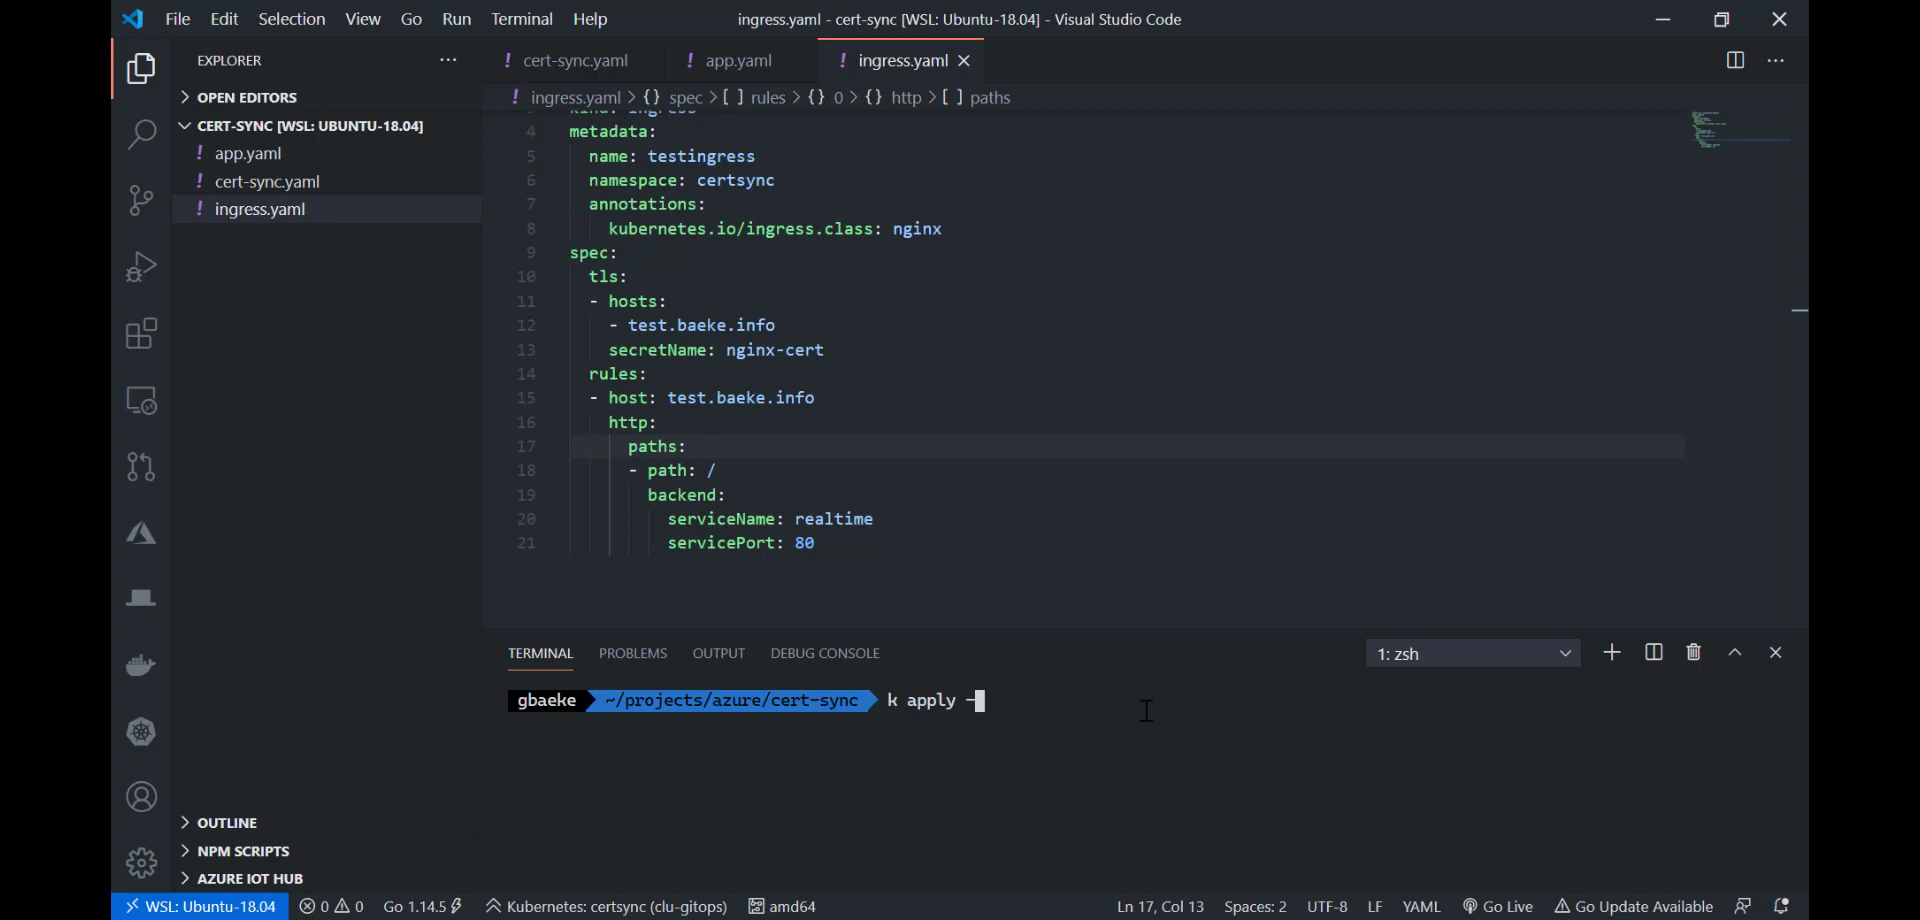 File Edit Selection View Go Run Terminal Help
ingress.yaml - cert-sync [WSL: Ubuntu-18.04] - Visual Studio Code
EXPLORER
OPEN EDITORS
CERT-SYNC [WSL: UBUNTU-18.04]
! app.yaml
! cert-sync.yaml
! ingress.yaml
OUTLINE
NPM SCRIPTS
AZURE IOT HUB
! cert-sync.yaml ! app.yaml ! ingress.yaml
! ingress.yaml > {} spec > [ ] rules > {} 0 > {} http > [ ] paths
4 metadata:
5 name: testingress
6 namespace: certsync
7 annotations:
8 kubernetes.io/ingress.class: nginx
9 spec:
10 tls:
11 - hosts:
12 - test.baeke.info
13 secretName: nginx-cert
14 rules:
15 - host: test.baeke.info
16 http:
17 paths:
18 - path: /
19 backend:
20 serviceName: realtime
21 servicePort: 80
TERMINAL PROBLEMS OUTPUT DEBUG CONSOLE 1: zsh
gbaeke ~/projects/azure/cert-sync k apply -
WSL: Ubuntu-18.04 0 0 Go 1.14.5 Kubernetes: certsync (clu-gitops) amd64 Ln 17, Col 13 Spaces: 2 UTF-8 LF YAML Go Live Go Update Available